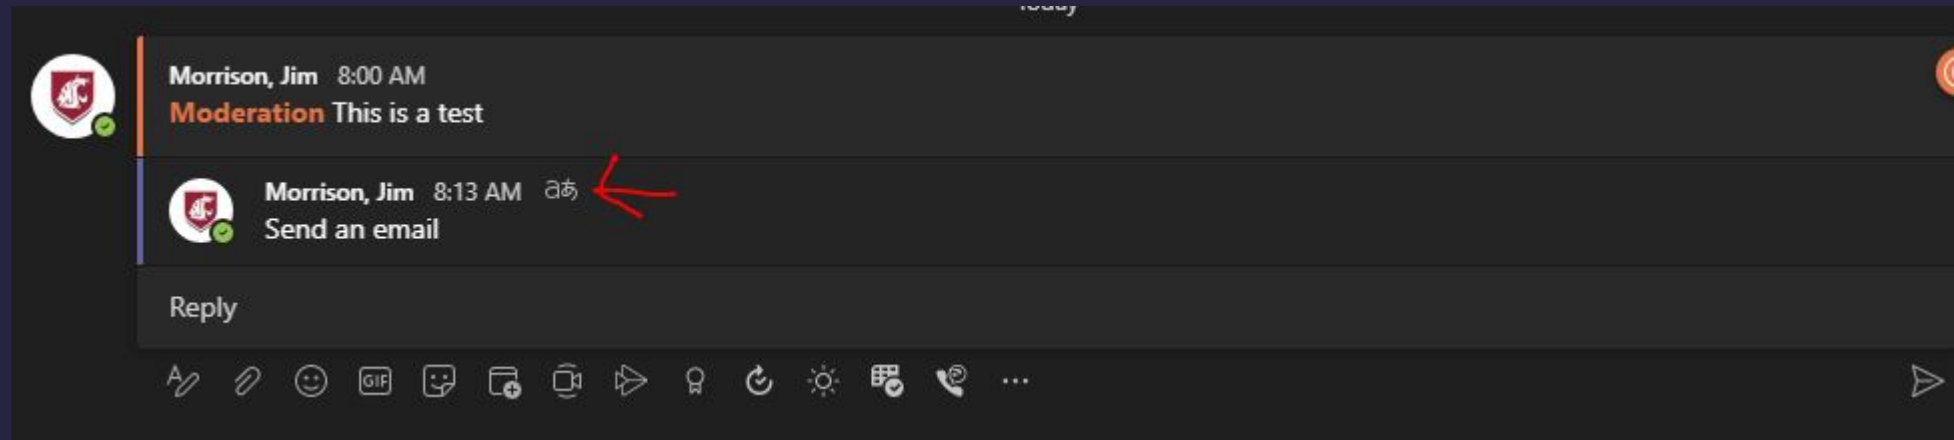 Today
Morrison, Jim 8:00 AM
Moderation This is a test
Morrison, Jim 8:13 AM aあ
Send an email
Reply
GIF